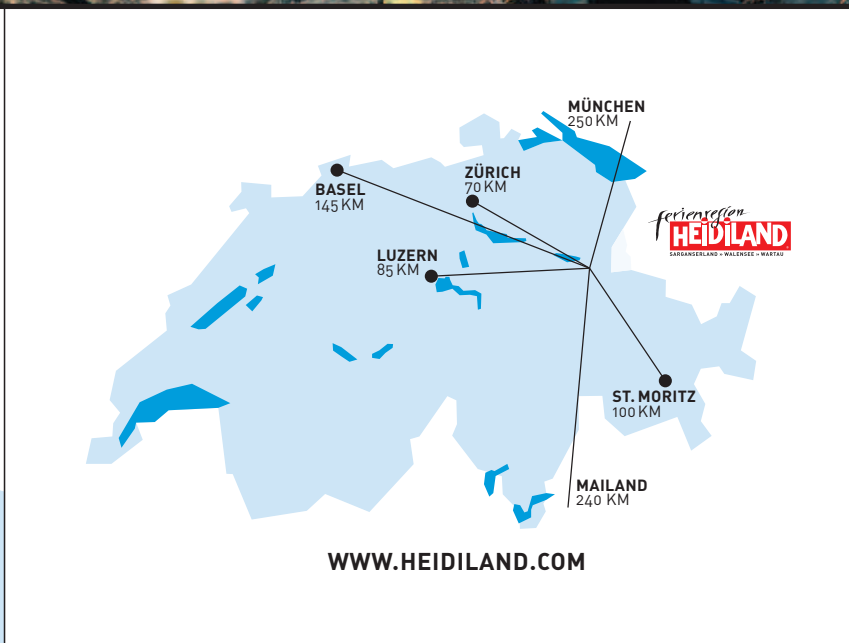 MÜNCHEN
250 KM
ZÜRICH
70 KM
BASEL
145 KM
ferienregion
HEIDILAND
SARGANSERLAND » WALENSEE » WARTAU
LUZERN
85 KM
ST. MORITZ
100 KM
MAILAND
240 KM
WWW.HEIDILAND.COM